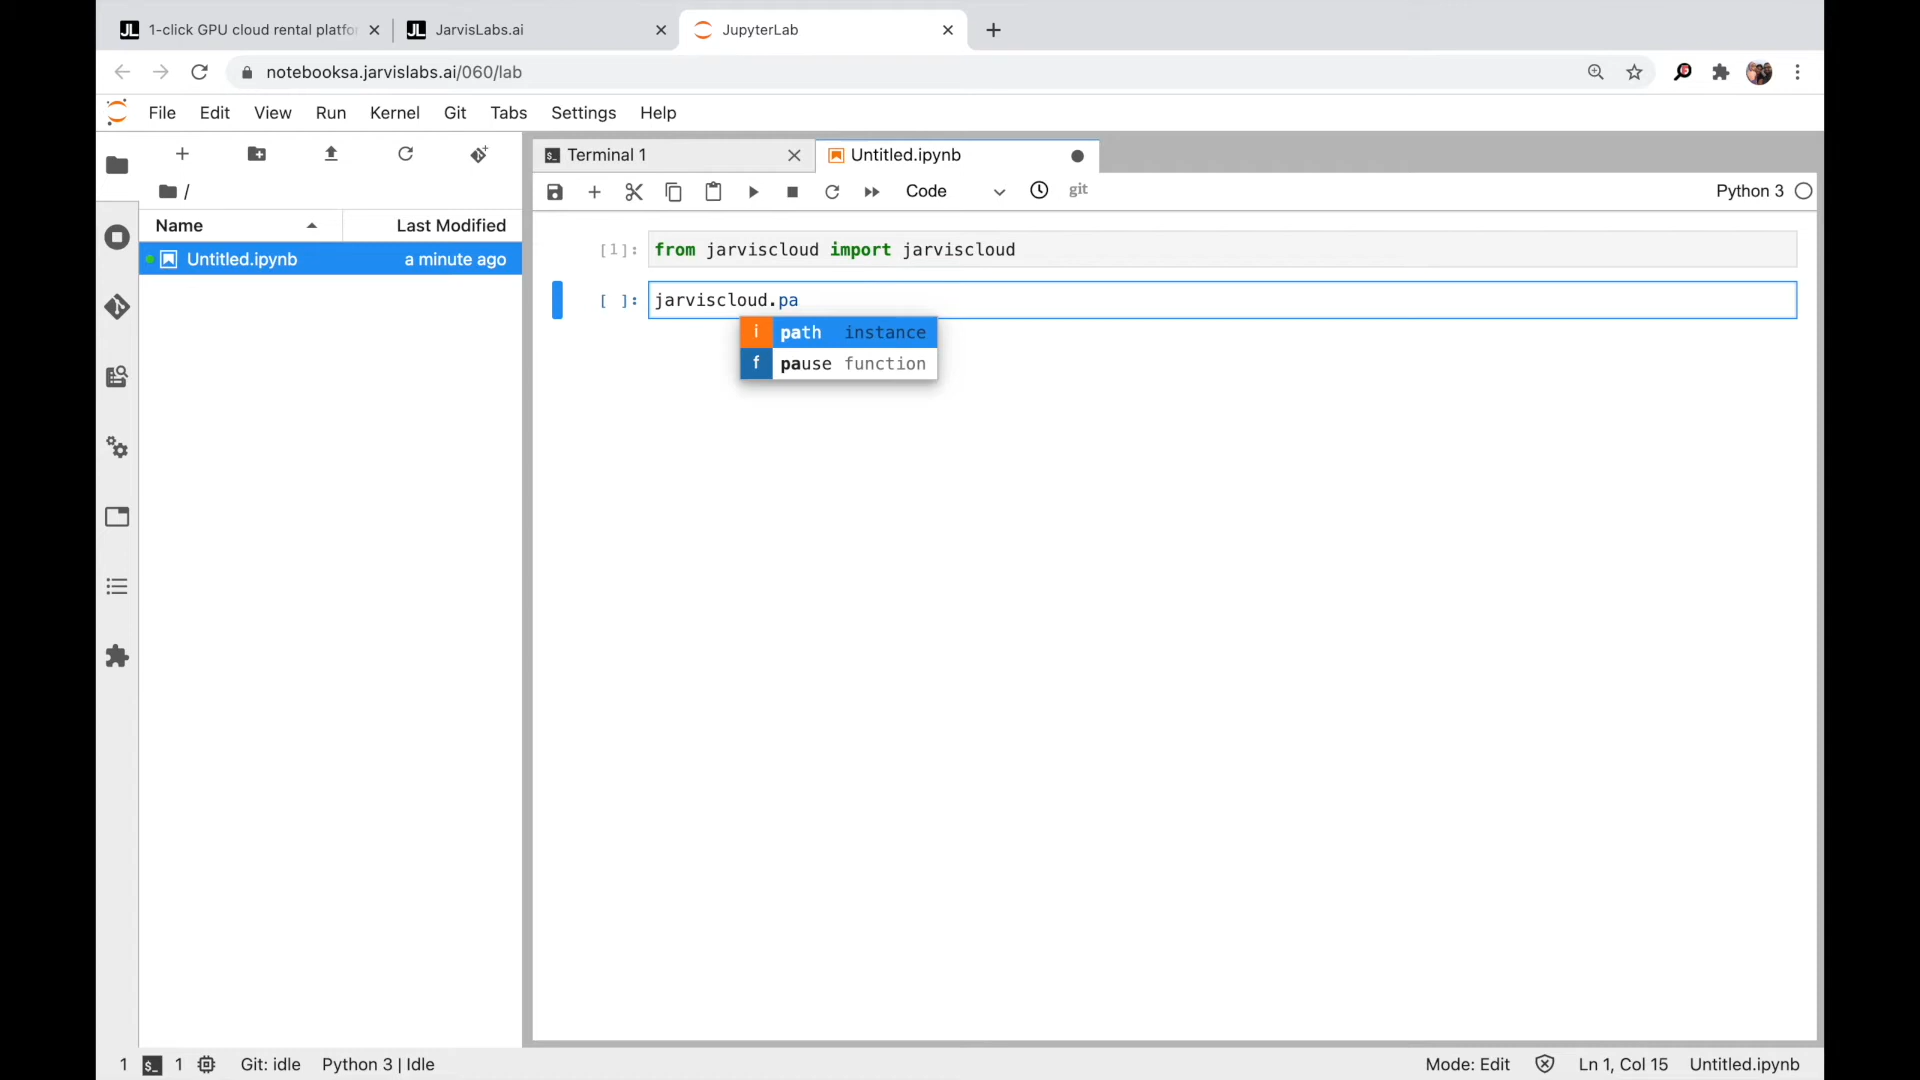 JL 1-click GPU cloud rental platfo
JL JarvisLabs.ai
JupyterLab
notebooksa.jarvislabs.ai/060/lab
File Edit View Run Kernel Git Tabs Settings Help
Terminal 1
Untitled.ipynb
/
Code
git
Python 3
Name
Last Modified
Untitled.ipynb
a minute ago
[1]: from jarviscloud import jarviscloud
[ ]: jarviscloud.pa
i path instance
f pause function
1 $_ 1 Git: idle Python 3 | Idle
Mode: Edit Ln 1, Col 15 Untitled.ipynb